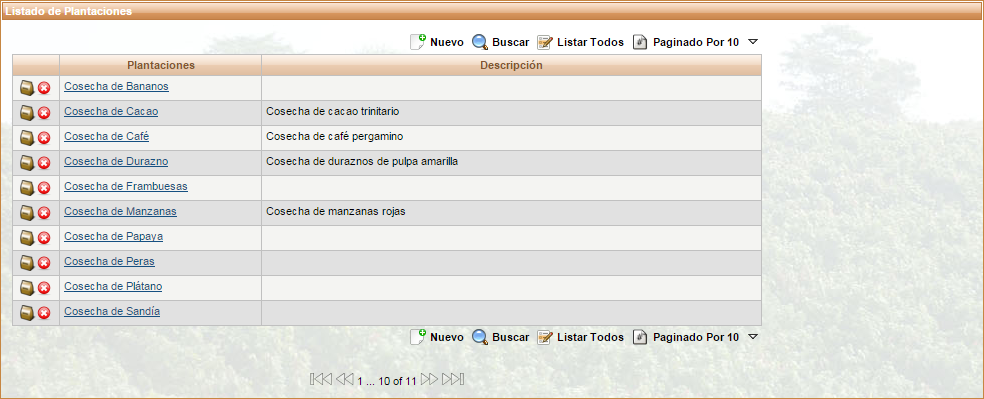 Listado de Plantaciones
Nuevo Buscar Listar Todos Paginado Por 10
Plantaciones Descripción
Cosecha de Bananos
Cosecha de Cacao Cosecha de cacao trinitario
Cosecha de Café Cosecha de café pergamino
Cosecha de Durazno Cosecha de duraznos de pulpa amarilla
Cosecha de Frambuesas
Cosecha de Manzanas Cosecha de manzanas rojas
Cosecha de Papaya
Cosecha de Peras
Cosecha de Plátano
Cosecha de Sandía
Nuevo Buscar Listar Todos Paginado Por 10
1 ... 10 of 11